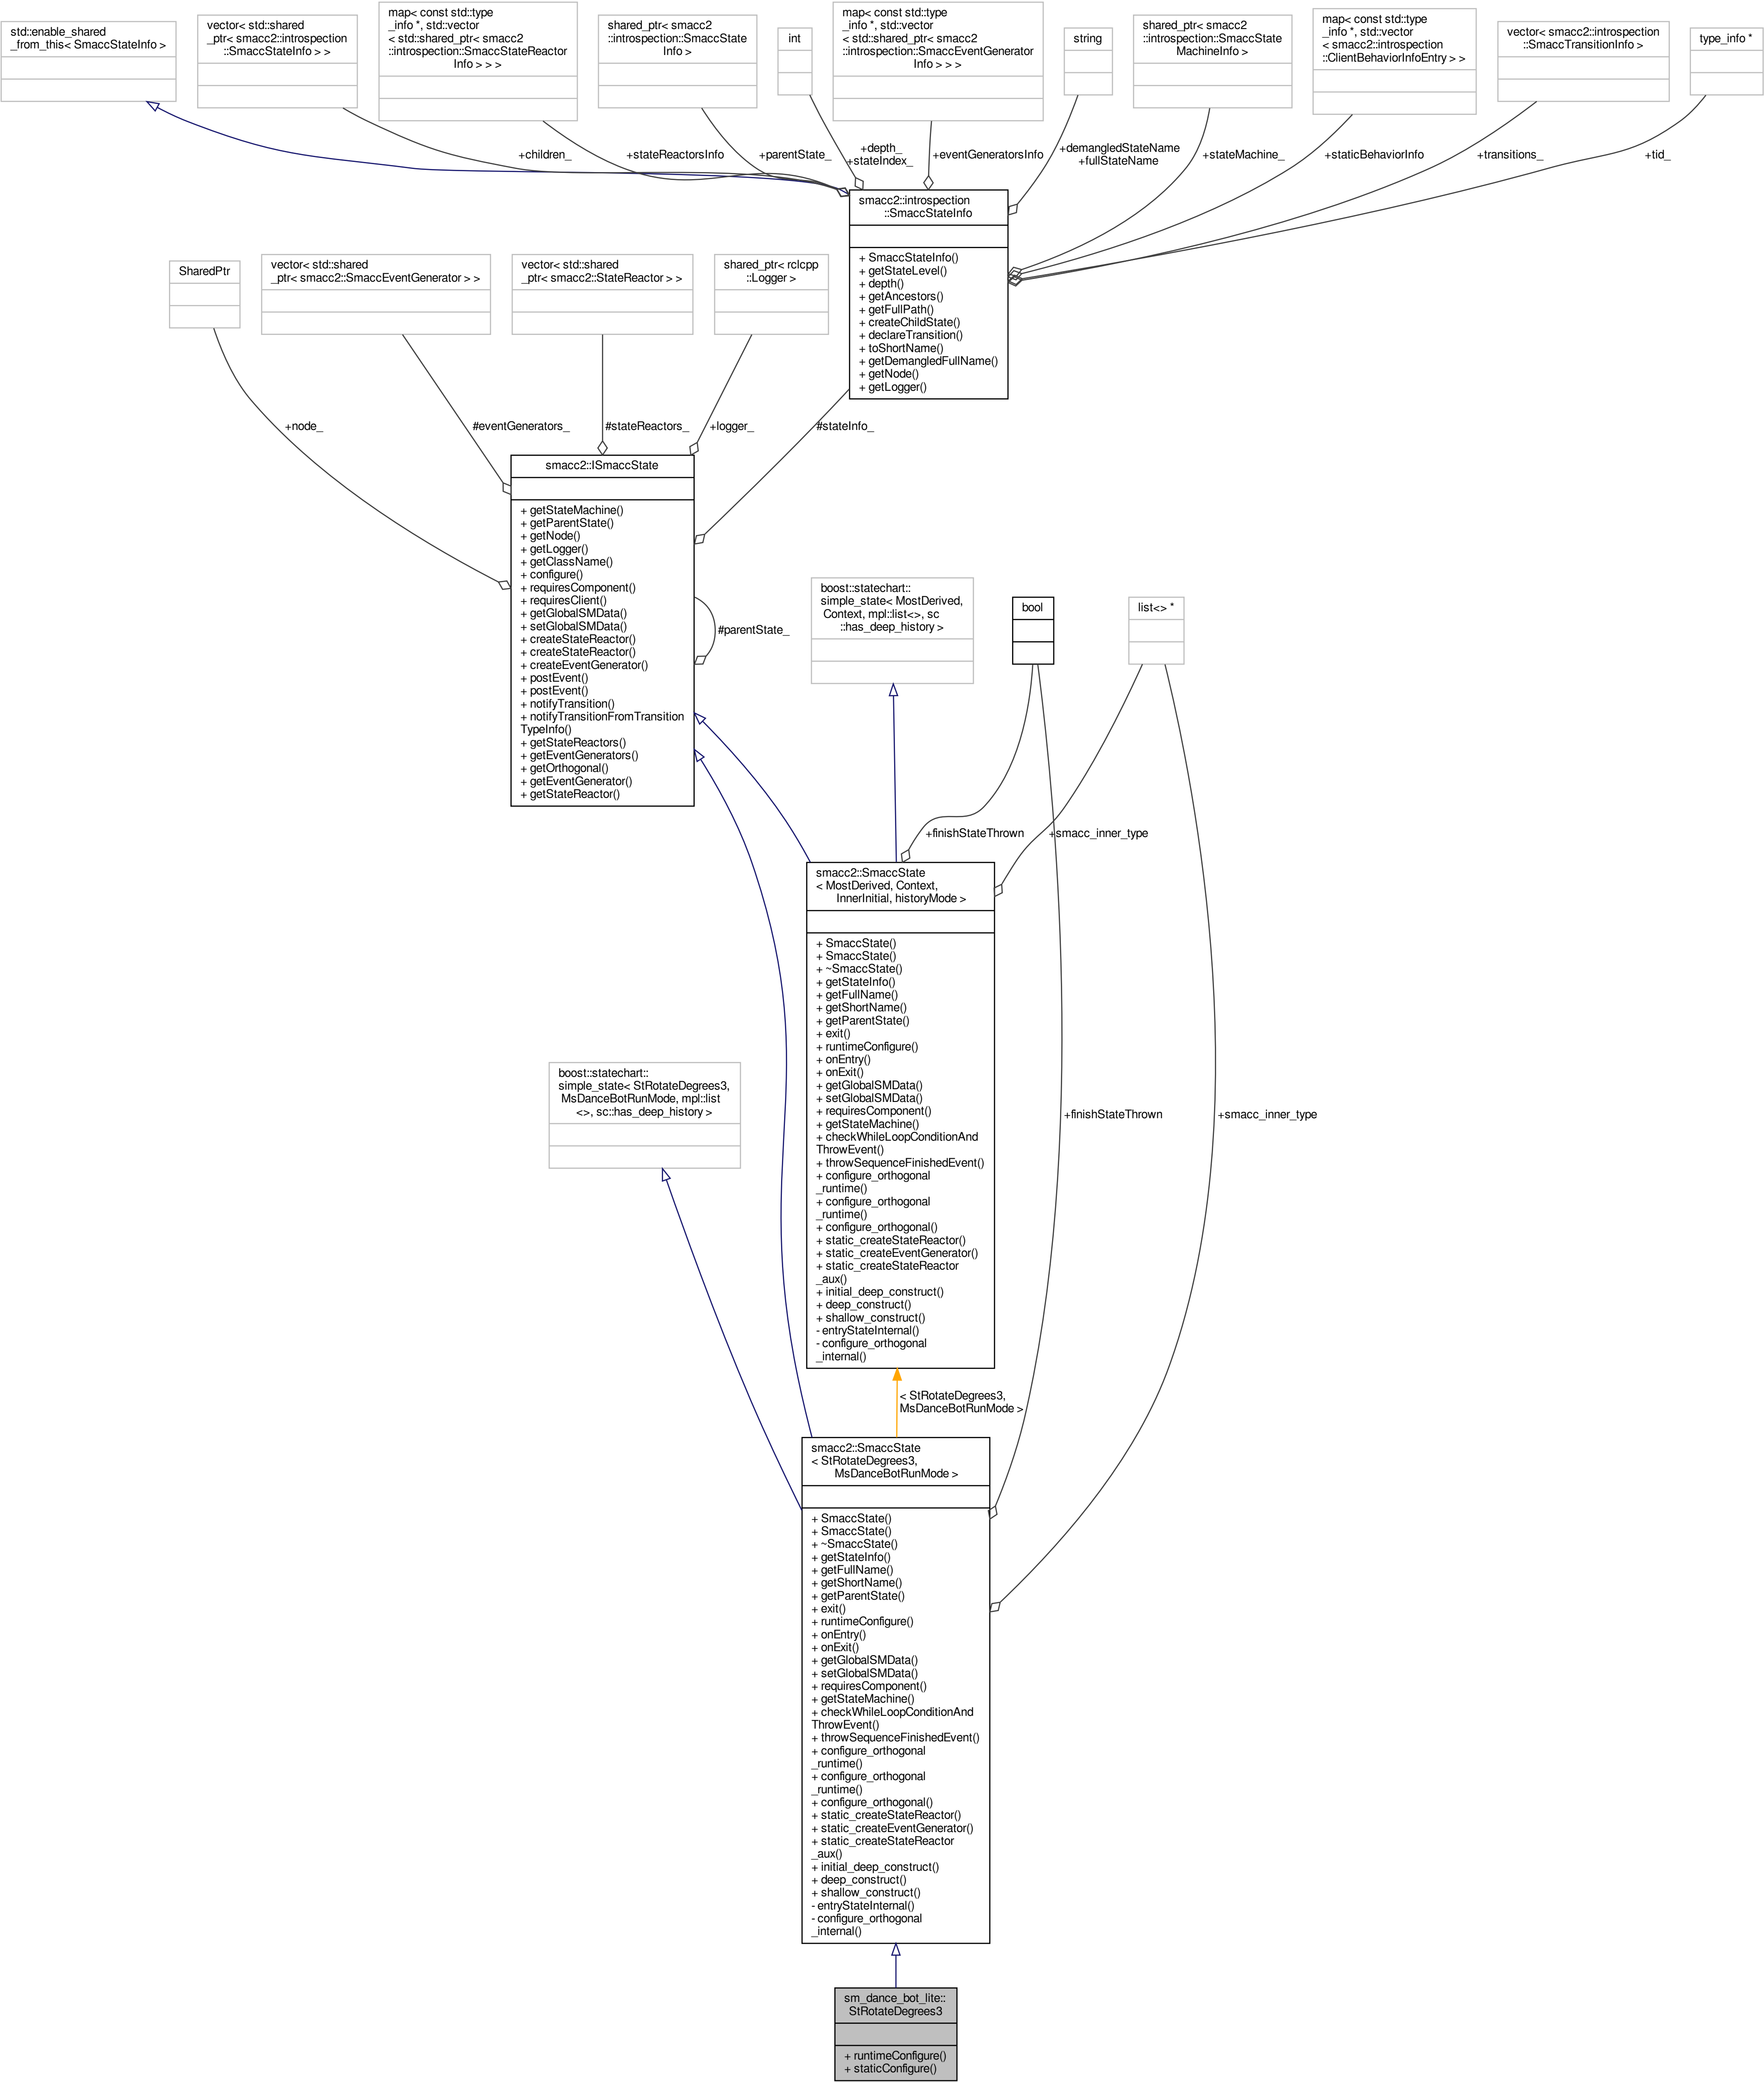 std::enable_shared
_from_this< SmaccStateInfo >
vector< std::shared
_ptr< smacc2::introspection
::SmaccStateInfo > >
map< const std::type
_info *, std::vector
< std::shared_ptr< smacc2
::introspection::SmaccStateReactor
Info > > >
shared_ptr< smacc2
::introspection::SmaccState
Info >
int
map< const std::type
_info *, std::vector
< std::shared_ptr< smacc2
::introspection::SmaccEventGenerator
Info > > >
string
shared_ptr< smacc2
::introspection::SmaccState
MachineInfo >
map< const std::type
_info *, std::vector
< smacc2::introspection
::ClientBehaviorInfoEntry > >
vector< smacc2::introspection
::SmaccTransitionInfo >
type_info *
+children_
+stateReactorsInfo
+parentState_
+depth_
+stateIndex_
+eventGeneratorsInfo
+demangledStateName
+fullStateName
+stateMachine_
+staticBehaviorInfo
+transitions_
+tid_
smacc2::introspection
::SmaccStateInfo
+ SmaccStateInfo()
+ getStateLevel()
+ depth()
+ getAncestors()
+ getFullPath()
+ createChildState()
+ declareTransition()
+ toShortName()
+ getDemangledFullName()
+ getNode()
+ getLogger()
SharedPtr
vector< std::shared
_ptr< smacc2::SmaccEventGenerator > >
vector< std::shared
_ptr< smacc2::StateReactor > >
shared_ptr< rclcpp
::Logger >
+node_
#eventGenerators_
#stateReactors_
+logger_
#stateInfo_
smacc2::ISmaccState
+ getStateMachine()
+ getParentState()
+ getNode()
+ getLogger()
+ getClassName()
+ configure()
+ requiresComponent()
+ requiresClient()
+ getGlobalSMData()
+ setGlobalSMData()
+ createStateReactor()
+ createStateReactor()
+ createEventGenerator()
+ postEvent()
+ postEvent()
+ notifyTransition()
+ notifyTransitionFromTransition
TypeInfo()
+ getStateReactors()
+ getEventGenerators()
+ getOrthogonal()
+ getEventGenerator()
+ getStateReactor()
#parentState_
boost::statechart::
simple_state< MostDerived,
Context, mpl::list<>, sc
::has_deep_history >
bool
list<> *
+finishStateThrown
+smacc_inner_type
smacc2::SmaccState
< MostDerived, Context,
InnerInitial, historyMode >
+ SmaccState()
+ SmaccState()
+ ~SmaccState()
+ getStateInfo()
+ getFullName()
+ getShortName()
+ getParentState()
+ exit()
+ runtimeConfigure()
+ onEntry()
+ onExit()
+ getGlobalSMData()
+ setGlobalSMData()
+ requiresComponent()
+ getStateMachine()
+ checkWhileLoopConditionAnd
ThrowEvent()
+ throwSequenceFinishedEvent()
+ configure_orthogonal
_runtime()
+ configure_orthogonal
_runtime()
+ configure_orthogonal()
+ static_createStateReactor()
+ static_createEventGenerator()
+ static_createStateReactor
_aux()
+ initial_deep_construct()
+ deep_construct()
+ shallow_construct()
- entryStateInternal()
- configure_orthogonal
_internal()
boost::statechart::
simple_state< StRotateDegrees3,
MsDanceBotRunMode, mpl::list
<>, sc::has_deep_history >
+finishStateThrown
+smacc_inner_type
< StRotateDegrees3,
MsDanceBotRunMode >
smacc2::SmaccState
< StRotateDegrees3,
MsDanceBotRunMode >
+ SmaccState()
+ SmaccState()
+ ~SmaccState()
+ getStateInfo()
+ getFullName()
+ getShortName()
+ getParentState()
+ exit()
+ runtimeConfigure()
+ onEntry()
+ onExit()
+ getGlobalSMData()
+ setGlobalSMData()
+ requiresComponent()
+ getStateMachine()
+ checkWhileLoopConditionAnd
ThrowEvent()
+ throwSequenceFinishedEvent()
+ configure_orthogonal
_runtime()
+ configure_orthogonal
_runtime()
+ configure_orthogonal()
+ static_createStateReactor()
+ static_createEventGenerator()
+ static_createStateReactor
_aux()
+ initial_deep_construct()
+ deep_construct()
+ shallow_construct()
- entryStateInternal()
- configure_orthogonal
_internal()
sm_dance_bot_lite::
StRotateDegrees3
+ runtimeConfigure()
+ staticConfigure()